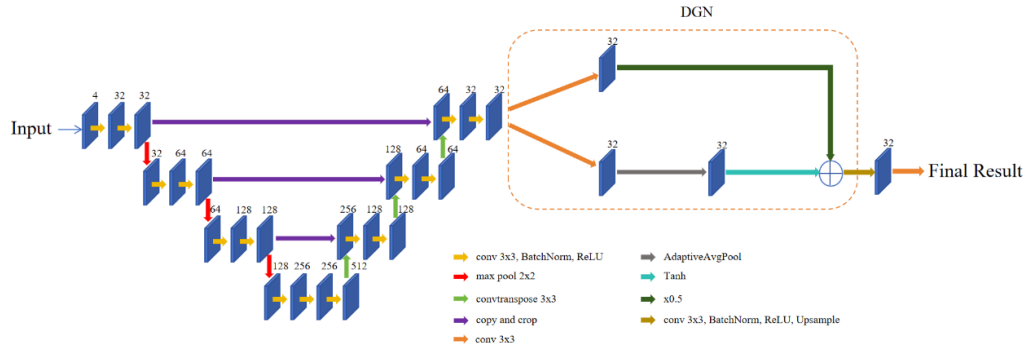 DGN
32
4 32 32
64 32 32
Input
32 64 64
128 64 64
32
32
32
Final Result
64 128 128
256 128 128
128 256 256 512
conv 3x3, BatchNorm, ReLU
max pool 2x2
convtranspose 3x3
copy and crop
conv 3x3
AdaptiveAvgPool
Tanh
x0.5
conv 3x3, BatchNorm, ReLU, Upsample